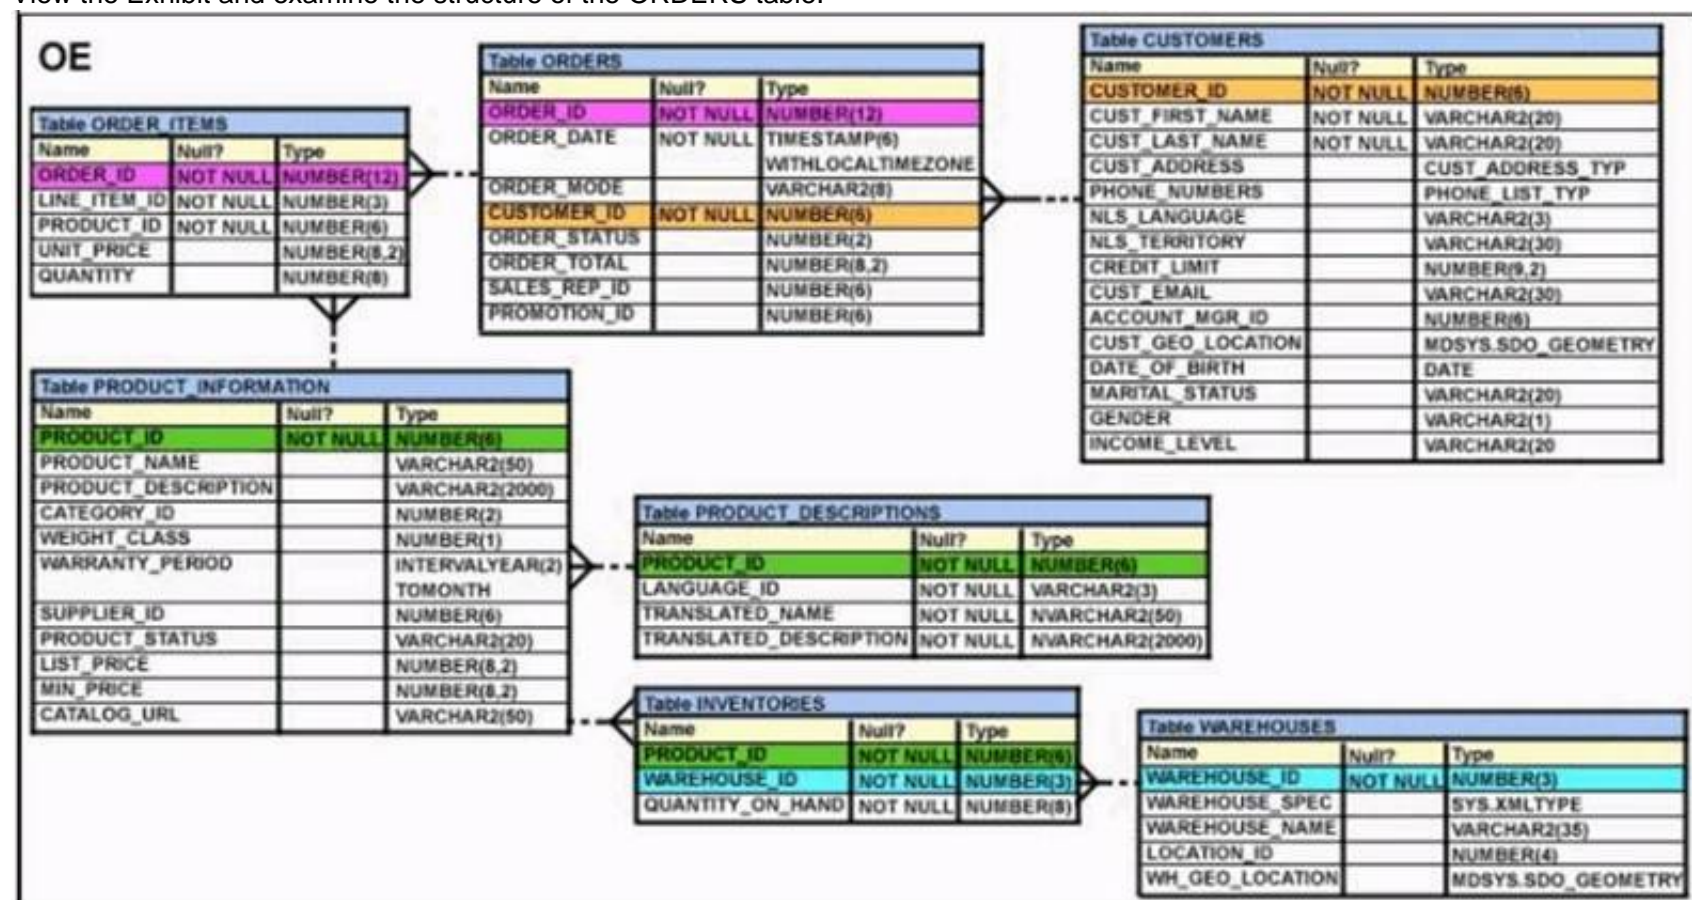 View the Exhibit and examine the structure of the ORDERS table.
OE
Table ORDER_ITEMS
Name Null? Type
ORDER_ID NOT NULL NUMBER(12)
LINE_ITEM_ID NOT NULL NUMBER(3)
PRODUCT_ID NOT NULL NUMBER(6)
UNIT_PRICE NUMBER(8,2)
QUANTITY NUMBER(8)
Table ORDERS
Name Null? Type
ORDER_ID NOT NULL NUMBER(12)
ORDER_DATE NOT NULL TIMESTAMP(6)
WITHLOCALTIMEZONE
ORDER_MODE VARCHAR2(8)
CUSTOMER_ID NOT NULL NUMBER(6)
ORDER_STATUS NUMBER(2)
ORDER_TOTAL NUMBER(8,2)
SALES_REP_ID NUMBER(6)
PROMOTION_ID NUMBER(6)
Table CUSTOMERS
Name Null? Type
CUSTOMER_ID NOT NULL NUMBER(6)
CUST_FIRST_NAME NOT NULL VARCHAR2(20)
CUST_LAST_NAME NOT NULL VARCHAR2(20)
CUST_ADDRESS CUST_ADDRESS_TYP
PHONE_NUMBERS PHONE_LIST_TYP
NLS_LANGUAGE VARCHAR2(3)
NLS_TERRITORY VARCHAR2(30)
CREDIT_LIMIT NUMBER(9,2)
CUST_EMAIL VARCHAR2(30)
ACCOUNT_MGR_ID NUMBER(6)
CUST_GEO_LOCATION MDSYS.SDO_GEOMETRY
DATE_OF_BIRTH DATE
MARITAL_STATUS VARCHAR2(20)
GENDER VARCHAR2(1)
INCOME_LEVEL VARCHAR2(20
Table PRODUCT_INFORMATION
Name Null? Type
PRODUCT_ID NOT NULL NUMBER(6)
PRODUCT_NAME VARCHAR2(50)
PRODUCT_DESCRIPTION VARCHAR2(2000)
CATEGORY_ID NUMBER(2)
WEIGHT_CLASS NUMBER(1)
WARRANTY_PERIOD INTERVALYEAR(2)
TOMONTH
SUPPLIER_ID NUMBER(6)
PRODUCT_STATUS VARCHAR2(20)
LIST_PRICE NUMBER(8,2)
MIN_PRICE NUMBER(8,2)
CATALOG_URL VARCHAR2(50)
Table PRODUCT_DESCRIPTIONS
Name Null? Type
PRODUCT_ID NOT NULL NUMBER(6)
LANGUAGE_ID NOT NULL VARCHAR2(3)
TRANSLATED_NAME NOT NULL NVARCHAR2(50)
TRANSLATED_DESCRIPTION NOT NULL NVARCHAR2(2000)
Table INVENTORIES
Name Null? Type
PRODUCT_ID NOT NULL NUMBER(6)
WAREHOUSE_ID NOT NULL NUMBER(3)
QUANTITY_ON_HAND NOT NULL NUMBER(8)
Table WAREHOUSES
Name Null? Type
WAREHOUSE_ID NOT NULL NUMBER(3)
WAREHOUSE_SPEC SYS.XMLTYPE
WAREHOUSE_NAME VARCHAR2(35)
LOCATION_ID NUMBER(4)
WH_GEO_LOCATION MDSYS.SDO_GEOMETRY